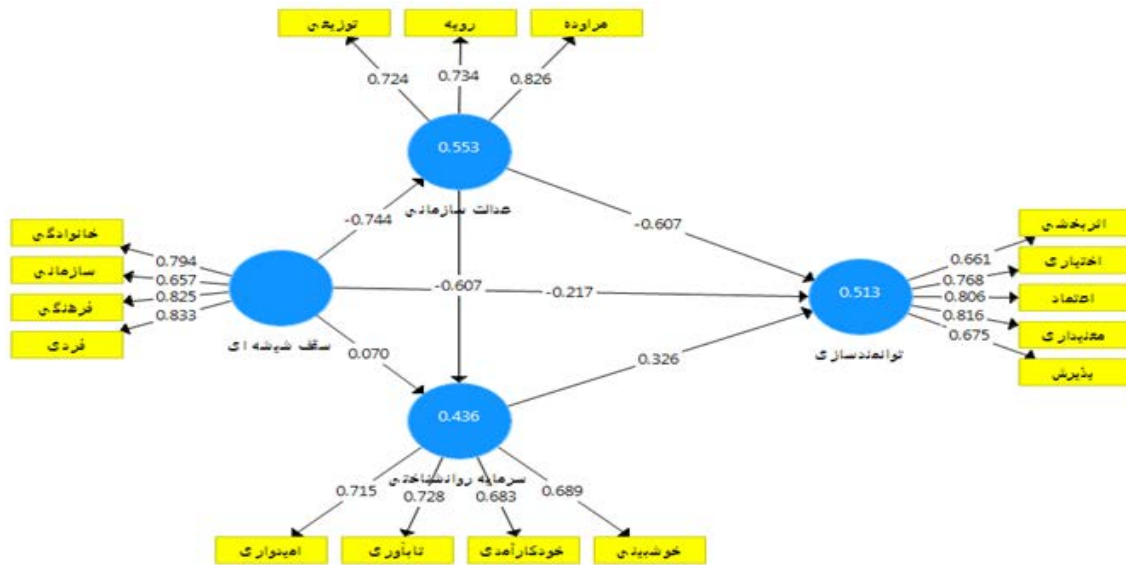 توزیعی
رویه
مراوده
0.724
0.734
0.826
0.553
عدالت سازمانی
-0.744
-0.607
خانوادگی
سازمانی
فرهنگی
فردی
0.794
0.657
0.825
0.833
سقف شیشه ای
-0.607
-0.217
0.070
0.326
0.513
توانمندسازی
0.661
0.768
0.806
0.816
0.675
اثربخشی
اختیاری
اعتماد
معنیداری
پذیرش
0.436
سرمایه روانشناختی
0.715
0.728
0.683
0.689
امیدواری
تابآوری
خودکارآمدی
خوشبینی